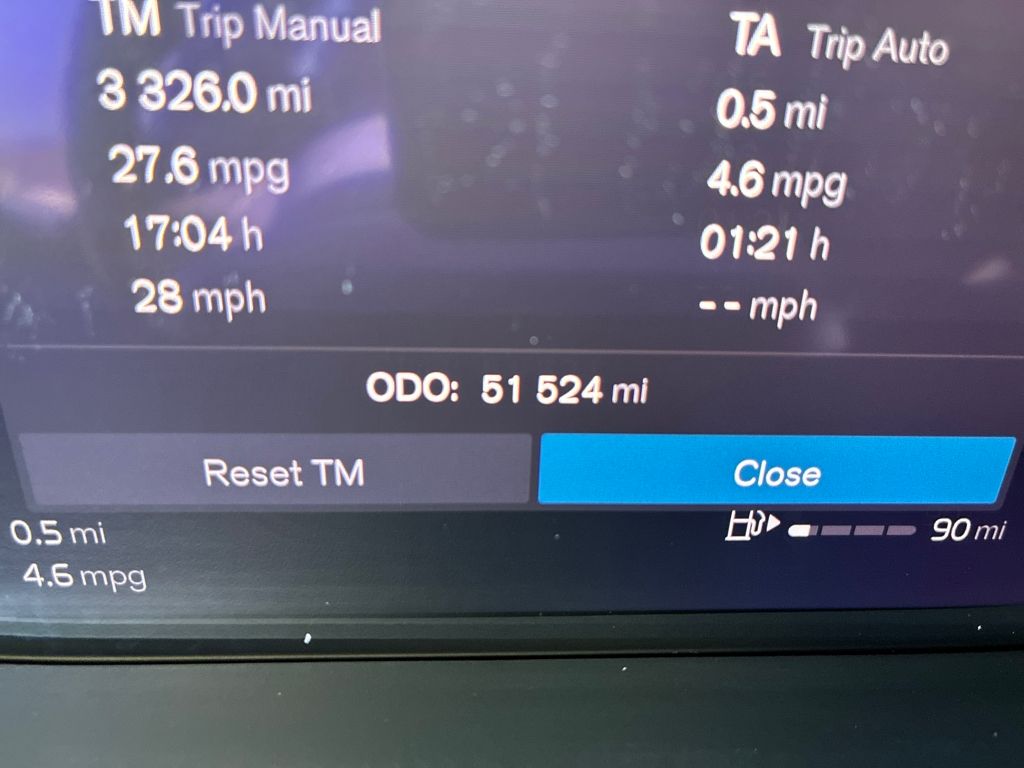 TM Trip Manual
3 326.0 mi
27.6 mpg
17:04 h
28 mph
TA Trip Auto
0.5 mi
4.6 mpg
01:21 h
-- mph
ODO: 51 524 mi
Reset TM
Close
0.5 mi
4.6 mpg
90 mi